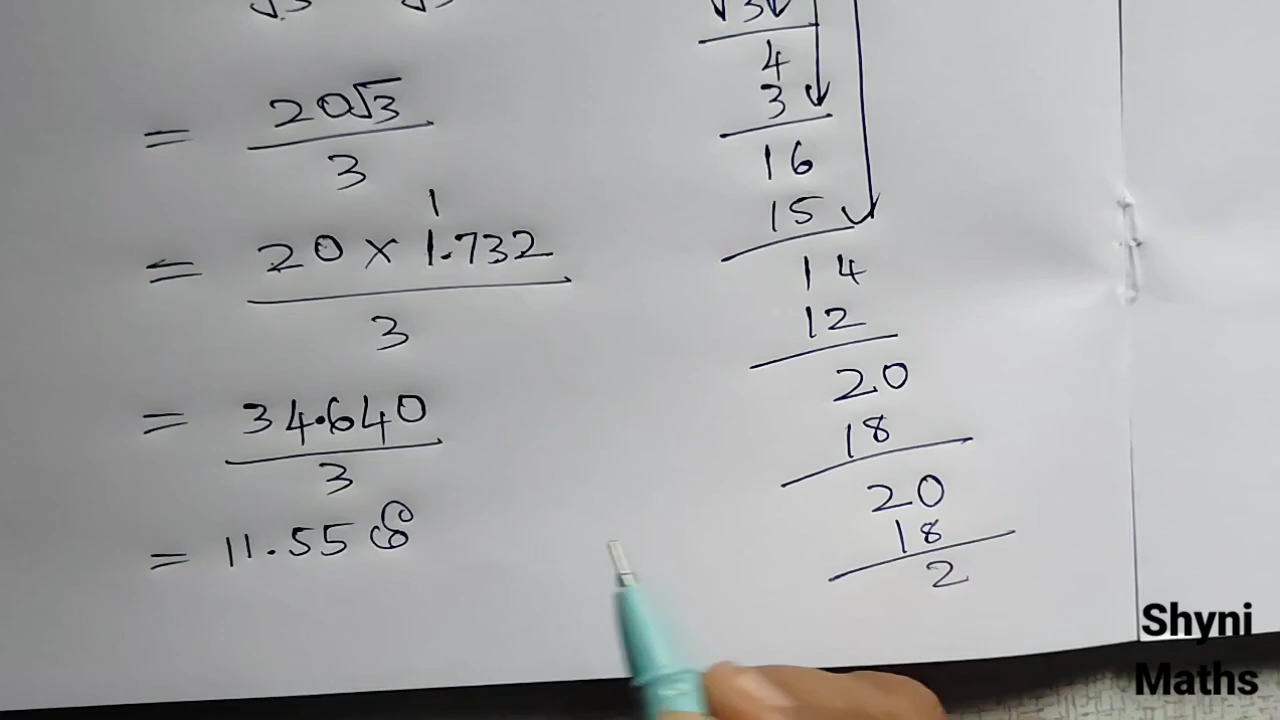 = 20√3 / 3
= 20 × 1.732 / 3
= 34.640 / 3
= 11.55 மீ
4
3
16
15
14
12
20
18
20
18
2
Shyni
Maths